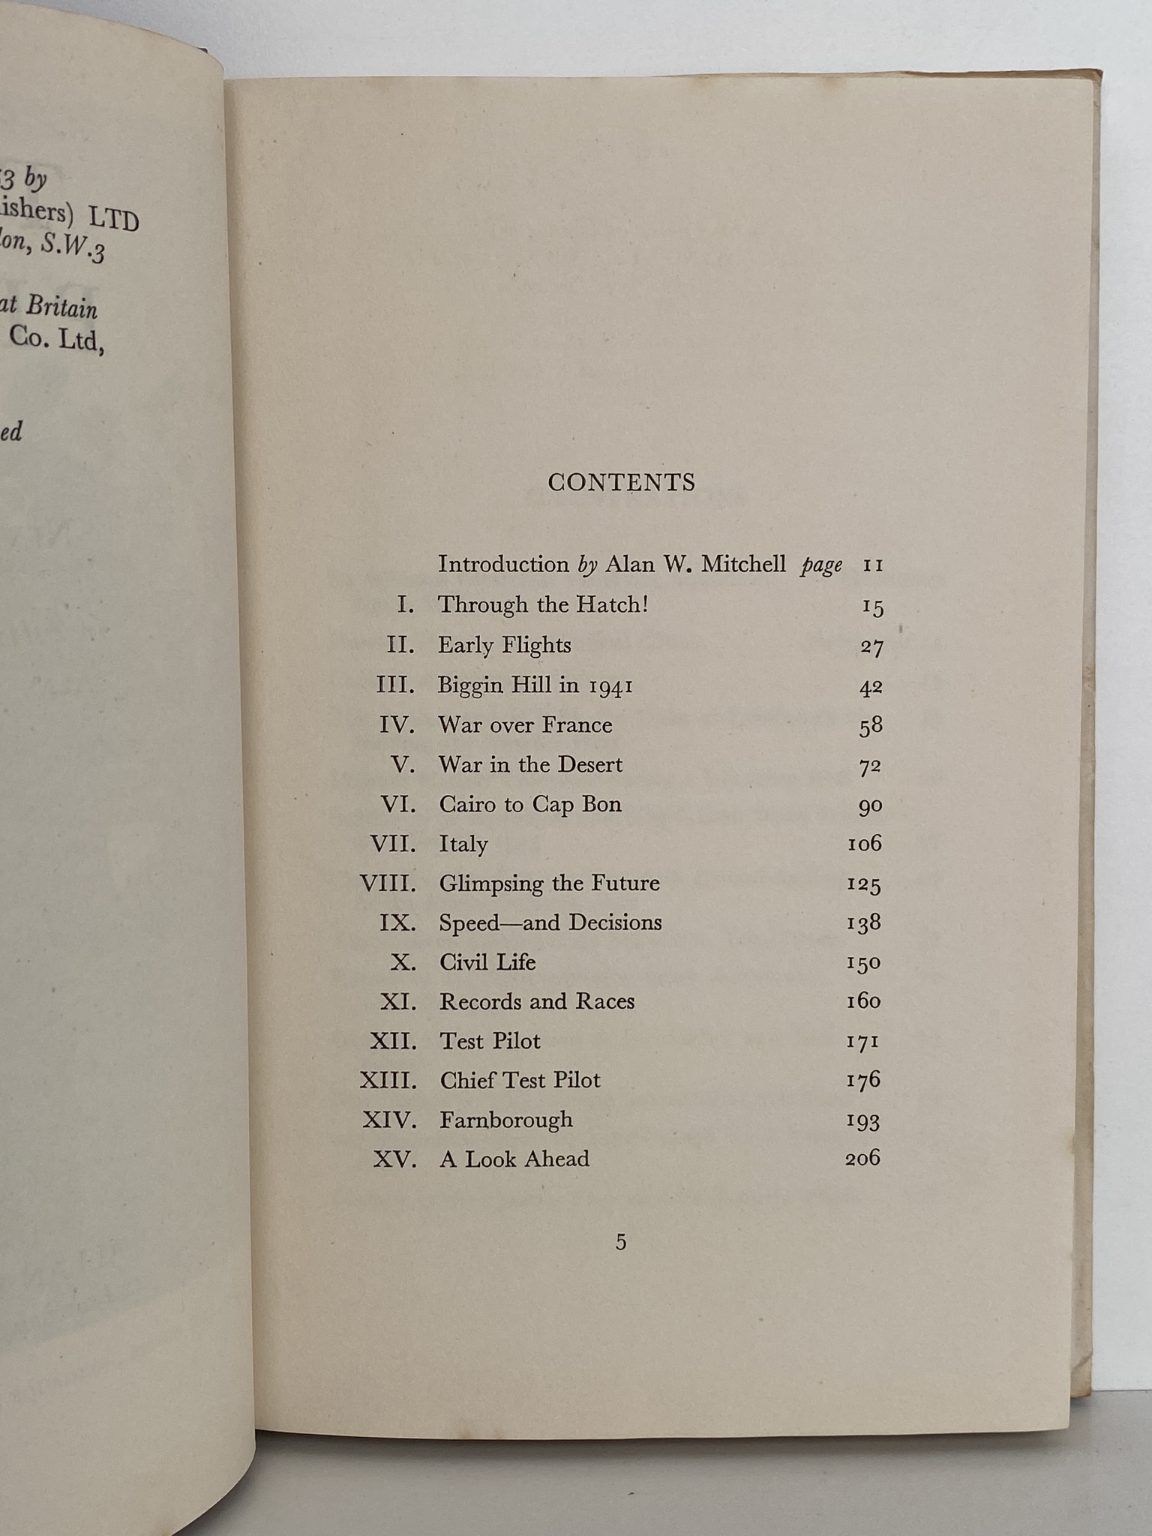 3 by
ishers) LTD
on, S.W.3
at Britain
Co. Ltd,
ed
CONTENTS
Introduction by Alan W. Mitchell page 11
I. Through the Hatch! 15
II. Early Flights 27
III. Biggin Hill in 1941 42
IV. War over France 58
V. War in the Desert 72
VI. Cairo to Cap Bon 90
VII. Italy 106
VIII. Glimpsing the Future 125
IX. Speed—and Decisions 138
X. Civil Life 150
XI. Records and Races 160
XII. Test Pilot 171
XIII. Chief Test Pilot 176
XIV. Farnborough 193
XV. A Look Ahead 206
5